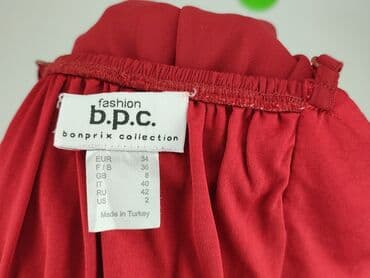 fashion
b.p.c.
bonprix collection
EUR 34
F / B 36
GB 8
IT 40
RU 42
US 2
Made in Turkey